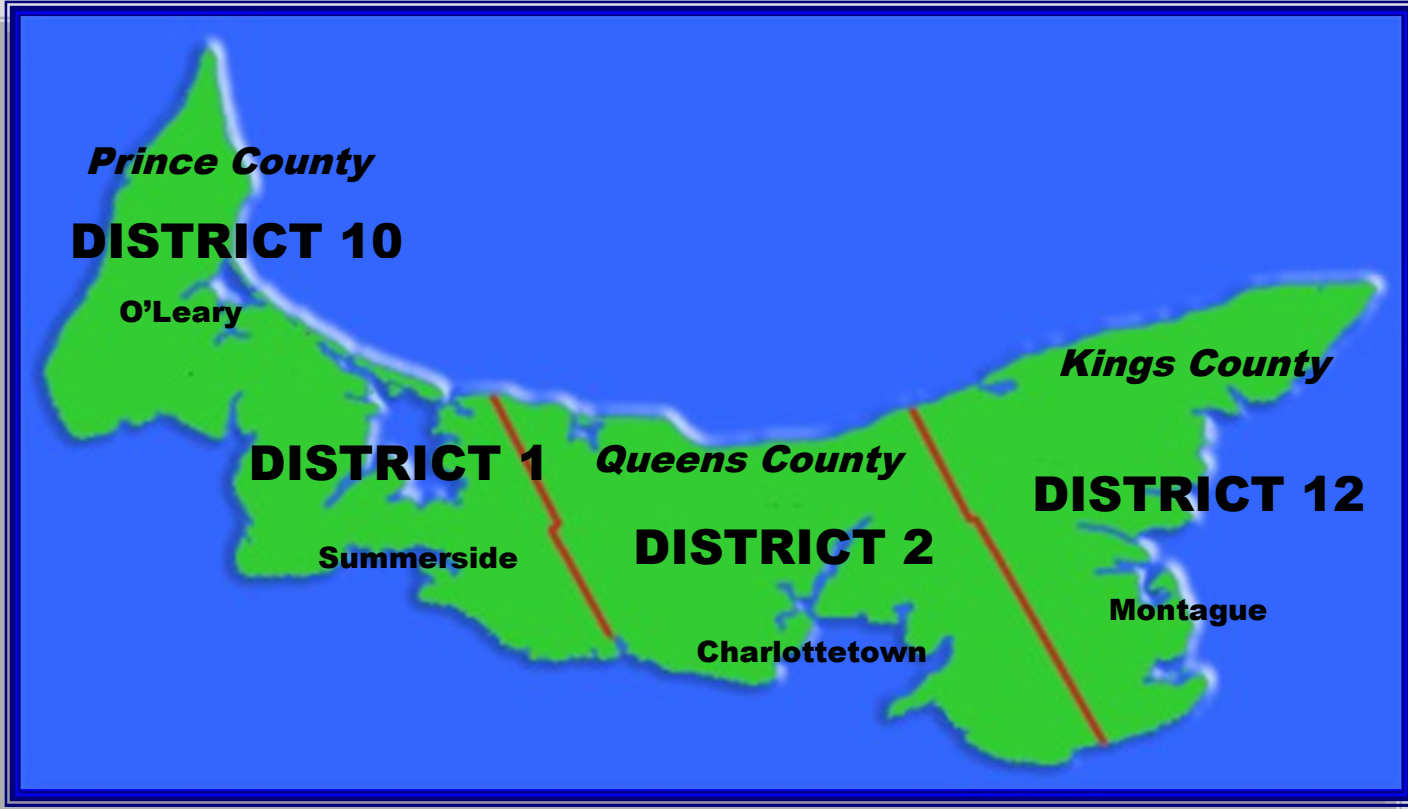 Prince County
DISTRICT 10
O’Leary
Kings County
DISTRICT 1
Queens County
DISTRICT 12
Summerside
DISTRICT 2
Montague
Charlottetown